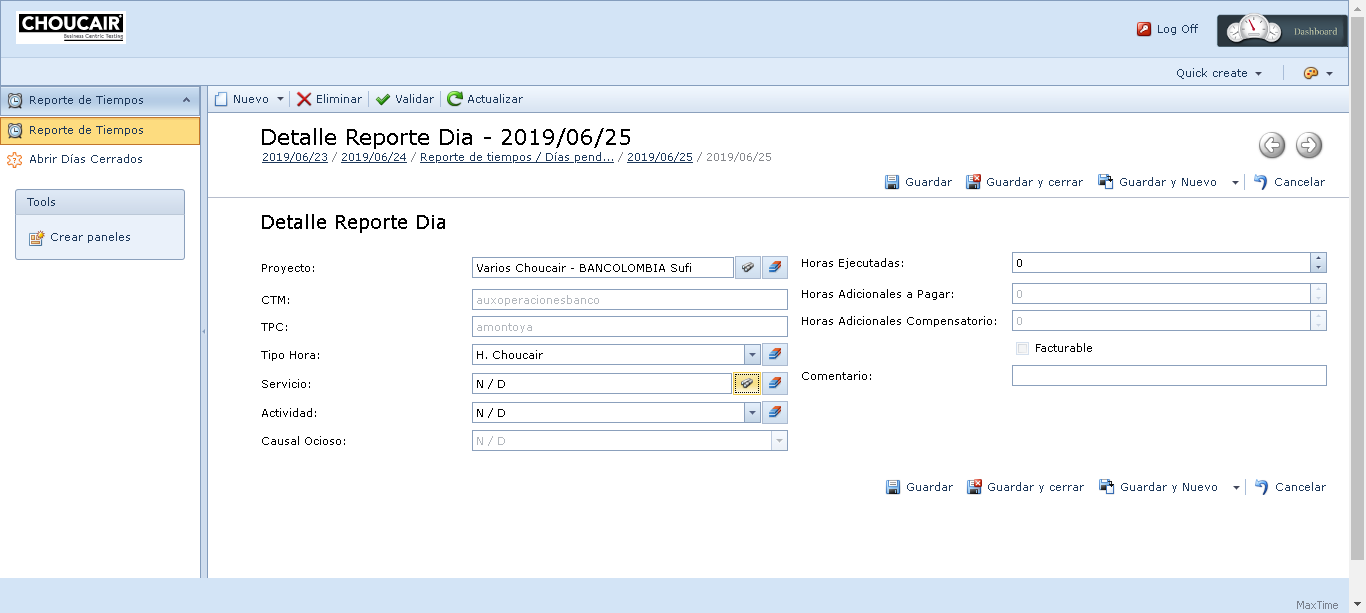 CHOUCAIR
Business Centric Testing
Log Off
Dashboard
Quick create
Reporte de Tiempos
Nuevo Eliminar Validar Actualizar
Reporte de Tiempos
Abrir Días Cerrados
Tools
Crear paneles
Detalle Reporte Dia - 2019/06/25
2019/06/23 / 2019/06/24 / Reporte de tiempos / Días pend... / 2019/06/25 / 2019/06/25
Guardar Guardar y cerrar Guardar y Nuevo Cancelar
Detalle Reporte Dia
Proyecto: Varios Choucair - BANCOLOMBIA Sufi
CTM: auxoperacionesbanco
TPC: amontoya
Tipo Hora: H. Choucair
Servicio: N / D
Actividad: N / D
Causal Ocioso: N / D
Horas Ejecutadas: 0
Horas Adicionales a Pagar: 0
Horas Adicionales Compensatorio: 0
Facturable
Comentario:
Guardar Guardar y cerrar Guardar y Nuevo Cancelar
MaxTime